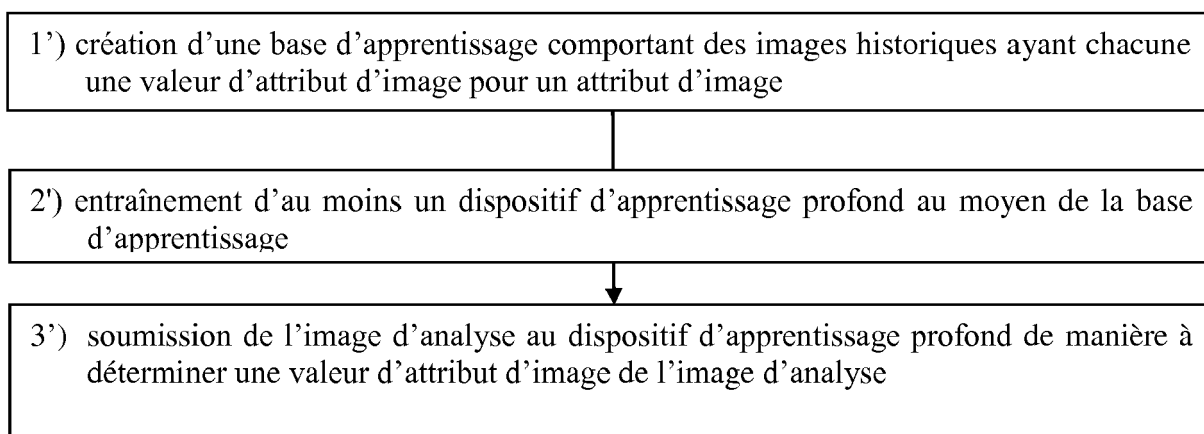 1’) création d’une base d’apprentissage comportant des images historiques ayant chacune
une valeur d’attribut d’image pour un attribut d’image
2') entraînement d’au moins un dispositif d’apprentissage profond au moyen de la base
d’apprentissage
3’) soumission de l’image d’analyse au dispositif d’apprentissage profond de manière à
déterminer une valeur d’attribut d’image de l’image d’analyse